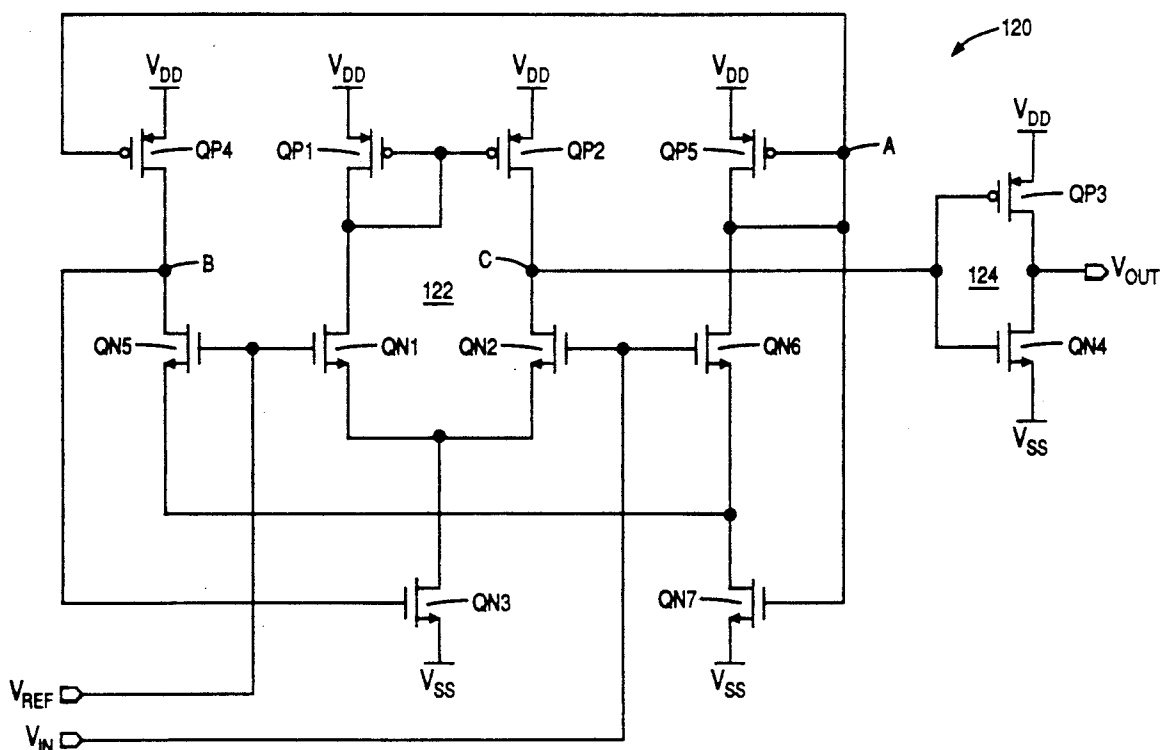 120
V_DD
V_DD
V_DD
V_DD
V_DD
QP4
QP1
QP2
QP5
A
QP3
B
C
122
124
V_OUT
QN5
QN1
QN2
QN6
QN4
V_SS
QN3
QN7
V_SS
V_SS
V_REF
V_IN